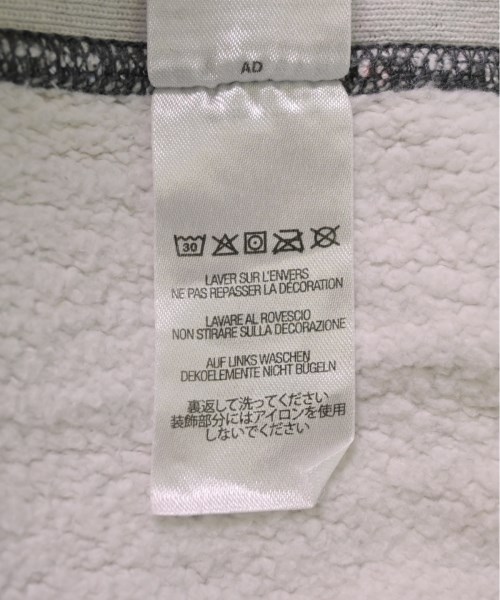 AD
30
LAVER SUR L'ENVERS
NE PAS REPASSER LA DÉCORATION
LAVARE AL ROVESCIO
NON STIRARE SULLA DECORAZIONE
AUF LINKS WASCHEN
DEKOELEMENTE NICHT BÜGELN
裏返して洗ってください
装飾部分にはアイロンを使用
しないでください